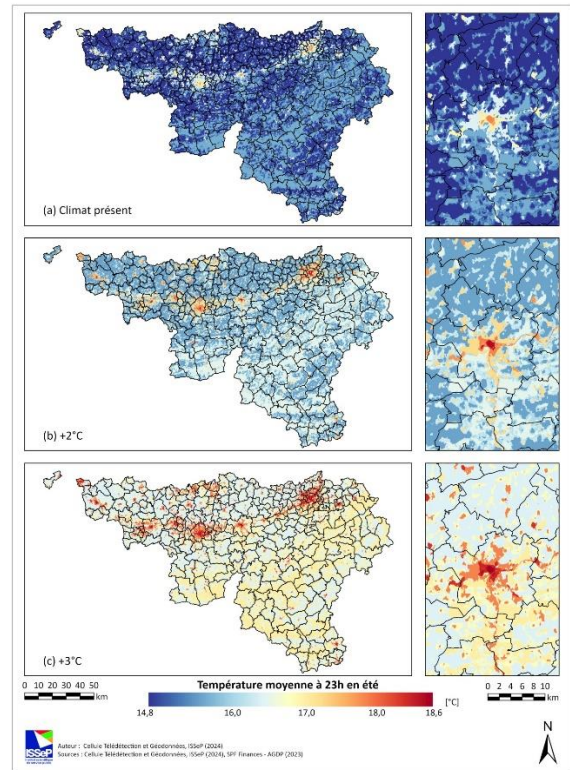 (a) Climat présent
(b) +2°C
(c) +3°C
0 10 20 30 40 50
km
Température moyenne à 23h en été
[°C]
14,8 16,0 17,0 18,0 18,6
0 2 4 6 8 10
km
N
ISSeP
Auteur : Cellule Télédétection et Géodonnées, ISSeP (2024)
Sources : Cellule Télédétection et Géodonnées, ISSeP (2024), SPF Finances - AGDP (2023)